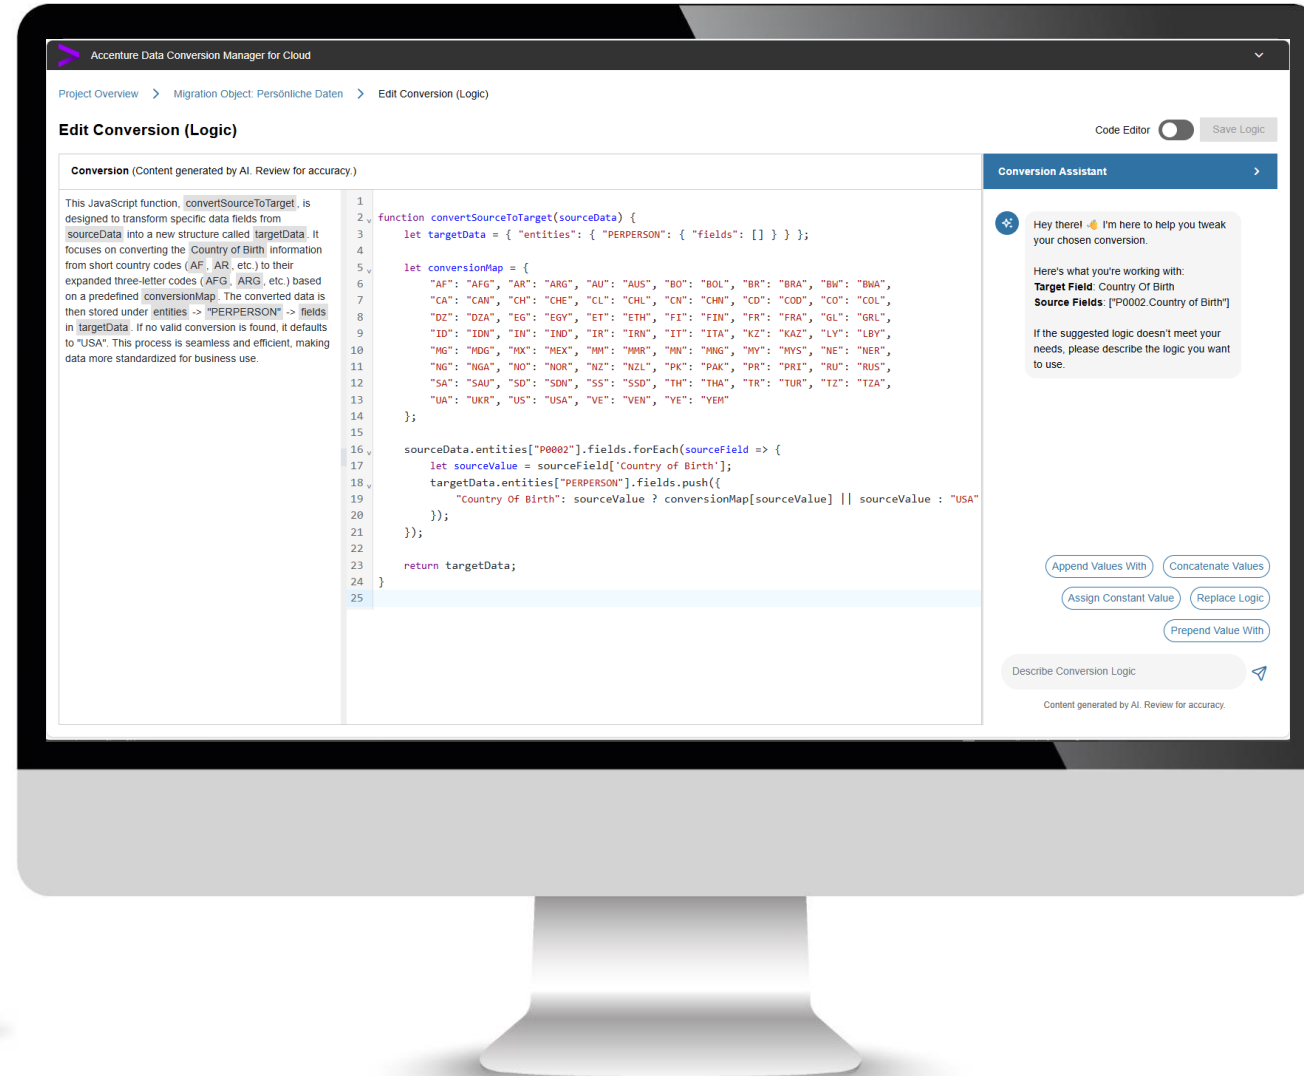 Accenture Data Conversion Manager for Cloud
Project Overview > Migration Object: Persönliche Daten > Edit Conversion (Logic)
Edit Conversion (Logic)
Code Editor
Save Logic
Conversion (Content generated by AI. Review for accuracy.)
This JavaScript function, convertSourceToTarget, is
designed to transform specific data fields from
sourceData into a new structure called targetData. It
focuses on converting the Country of Birth information
from short country codes (AF, AR, etc.) to their
expanded three-letter codes (AFG, ARG, etc.) based
on a predefined conversionMap. The converted data is
then stored under entities -> "PERPERSON" -> fields
in targetData. If no valid conversion is found, it defaults
to "USA". This process is seamless and efficient, making
data more standardized for business use.
1
2 function convertSourceToTarget(sourceData) {
3 let targetData = { "entities": { "PERPERSON": { "fields": [] } } };
4
5 let conversionMap = {
6 "AF": "AFG", "AR": "ARG", "AU": "AUS", "BO": "BOL", "BR": "BRA", "BW": "BWA",
7 "CA": "CAN", "CH": "CHE", "CL": "CHL", "CN": "CHN", "CD": "COD", "CO": "COL",
8 "DZ": "DZA", "EG": "EGY", "ET": "ETH", "FI": "FIN", "FR": "FRA", "GL": "GRL",
9 "ID": "IDN", "IN": "IND", "IR": "IRN", "IT": "ITA", "KZ": "KAZ", "LY": "LBY",
10 "MG": "MDG", "MX": "MEX", "MM": "MMR", "MN": "MNG", "MY": "MYS", "NE": "NER",
11 "NG": "NGA", "NO": "NOR", "NZ": "NZL", "PK": "PAK", "PR": "PRI", "RU": "RUS",
12 "SA": "SAU", "SD": "SDN", "SS": "SSD", "TH": "THA", "TR": "TUR", "TZ": "TZA",
13 "UA": "UKR", "US": "USA", "VE": "VEN", "YE": "YEM"
14 };
15
16 sourceData.entities["P0002"].fields.forEach(sourceField => {
17 let sourceValue = sourceField['Country of Birth'];
18 targetData.entities["PERPERSON"].fields.push({
19 "Country Of Birth": sourceValue ? conversionMap[sourceValue] || sourceValue : "USA"
20 });
21 });
22
23 return targetData;
24 }
25
Conversion Assistant
Hey there! 👋 I'm here to help you tweak
your chosen conversion.
Here's what you're working with:
Target Field: Country Of Birth
Source Fields: ["P0002.Country of Birth"]
If the suggested logic doesn't meet your
needs, please describe the logic you want
to use.
Append Values With
Concatenate Values
Assign Constant Value
Replace Logic
Prepend Value With
Describe Conversion Logic
Content generated by AI. Review for accuracy.